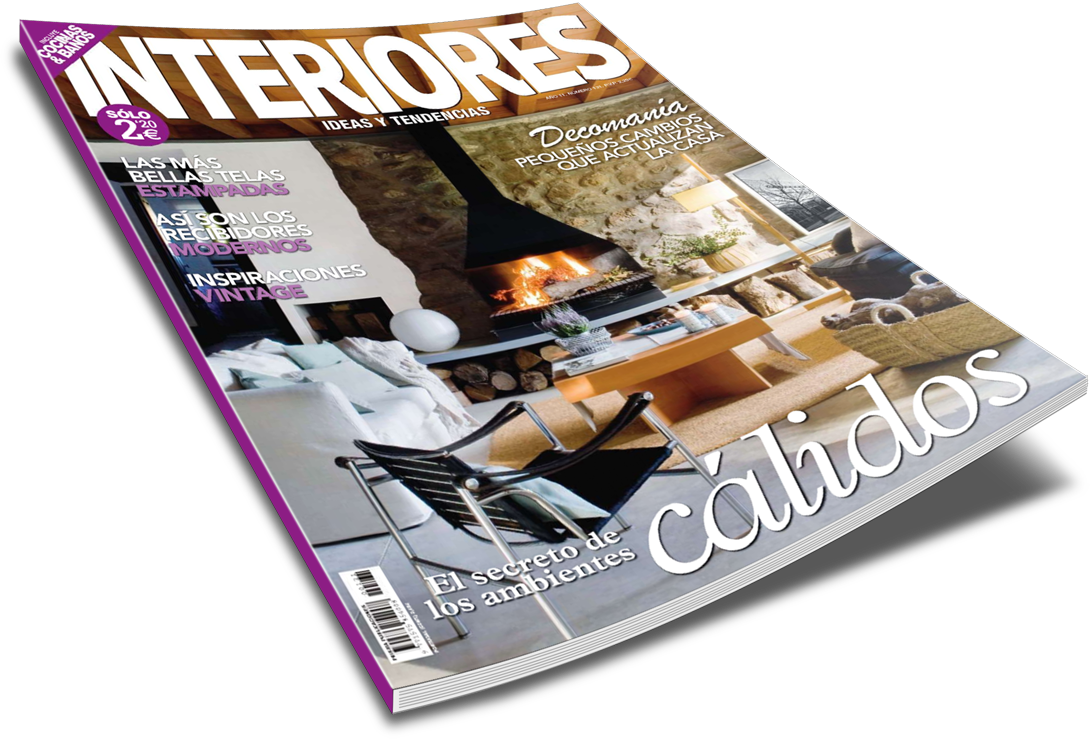 INCLUYE
COCINAS
& BAÑOS
INTERIORES
IDEAS Y TENDENCIAS
SÓLO
2'20
€
Decomanía
PEQUEÑOS CAMBIOS
QUE ACTUALIZAN
LA CASA
LAS MÁS
BELLAS TELAS
ESTAMPADAS
ASÍ SON LOS
RECIBIDORES
MODERNOS
INSPIRACIONES
VINTAGE
El secreto de
los ambientes
cálidos